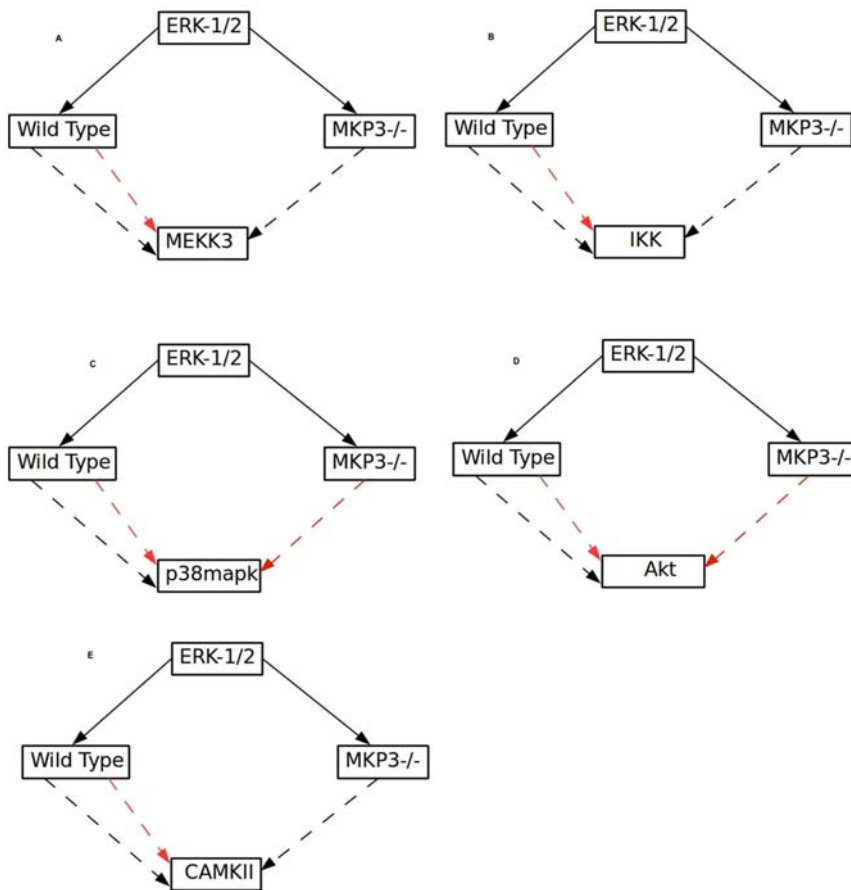 A
ERK-1/2
Wild Type
MKP3-/-
MEKK3
B
ERK-1/2
Wild Type
MKP3-/-
IKK
C
ERK-1/2
Wild Type
MKP3-/-
p38mapk
D
ERK-1/2
Wild Type
MKP3-/-
Akt
E
ERK-1/2
Wild Type
MKP3-/-
CAMKII